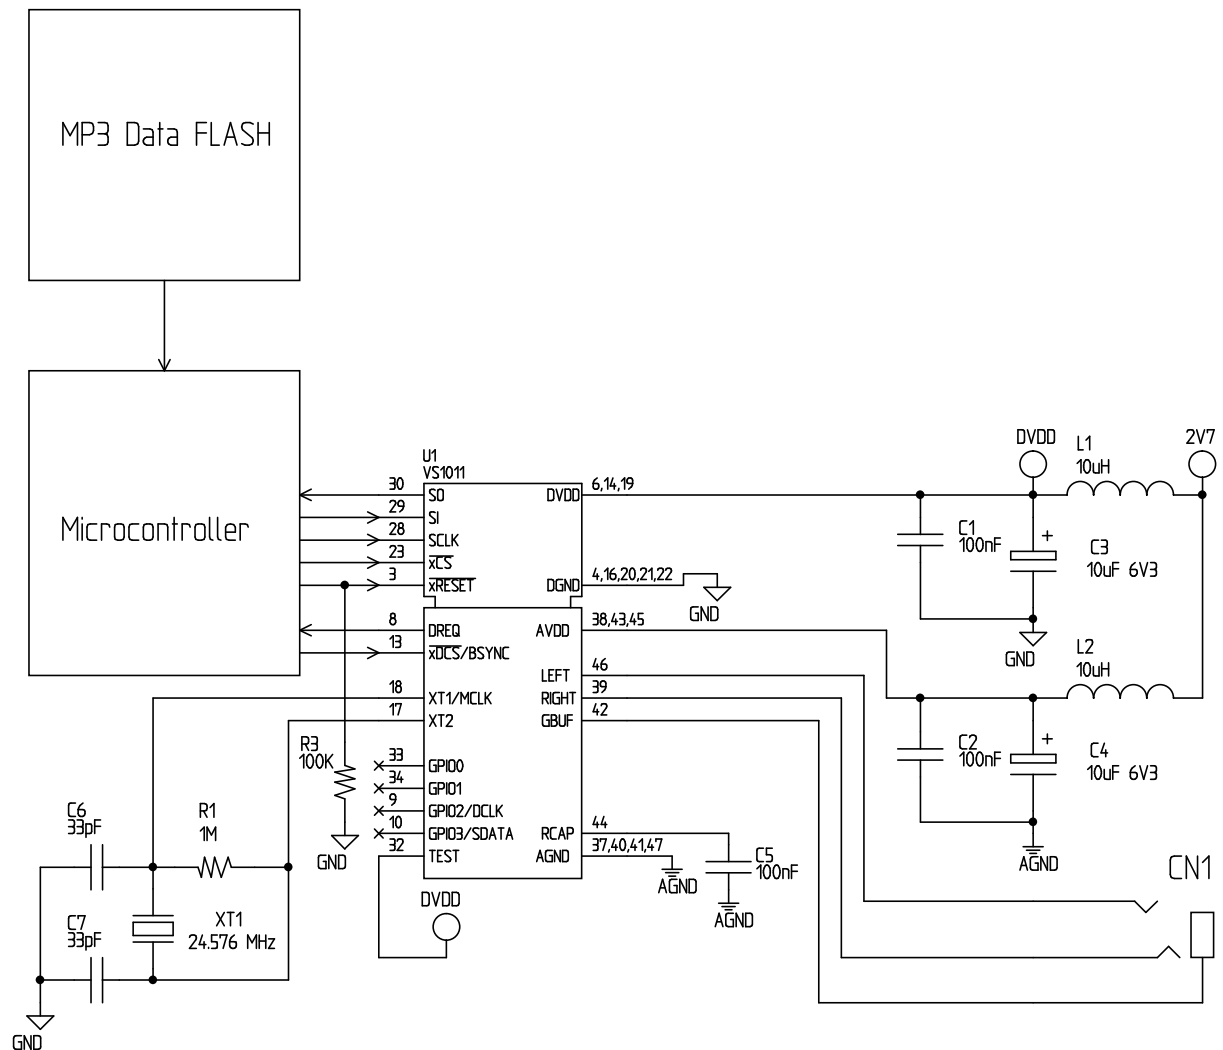 MP3 Data FLASH
Microcontroller
U1
VS1011
30
SO
29
SI
28
SCLK
23
xCS
3
xRESET
8
DREQ
13
xDCS/BSYNC
18
XT1/MCLK
17
XT2
33
GPIO0
34
GPIO1
9
GPIO2/DCLK
10
GPIO3/SDATA
32
TEST
DVDD
6,14,19
DGND
4,16,20,21,22
GND
AVDD
38,43,45
LEFT
46
RIGHT
39
GBUF
42
RCAP
44
AGND
37,40,41,47
AGND
C5
100nF
AGND
DVDD
L1
10uH
2V7
C1
100nF
+
C3
10uF 6V3
GND
L2
10uH
C2
100nF
+
C4
10uF 6V3
AGND
CN1
R3
100K
GND
DVDD
C6
33pF
R1
1M
C7
33pF
XT1
24.576 MHz
GND